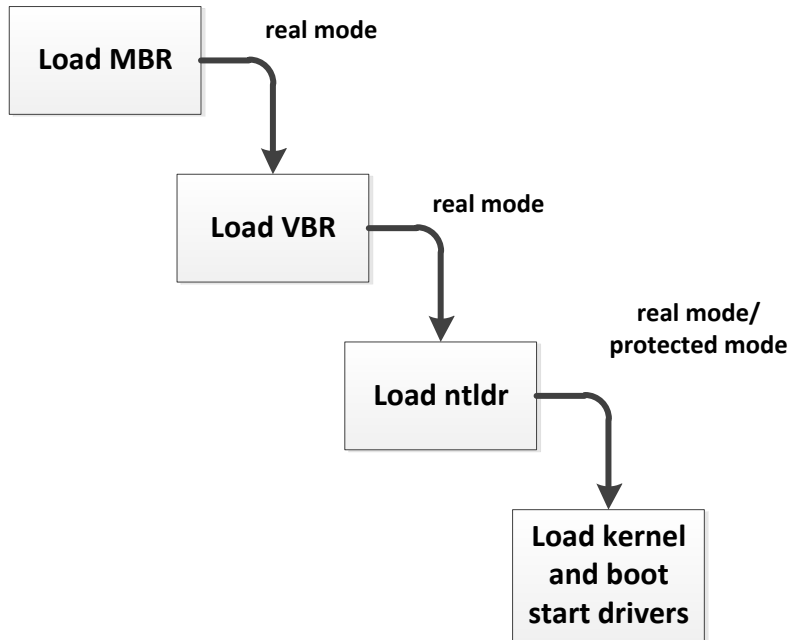 real mode
Load MBR
real mode
Load VBR
real mode/
protected mode
Load ntldr
Load kernel
and boot
start drivers